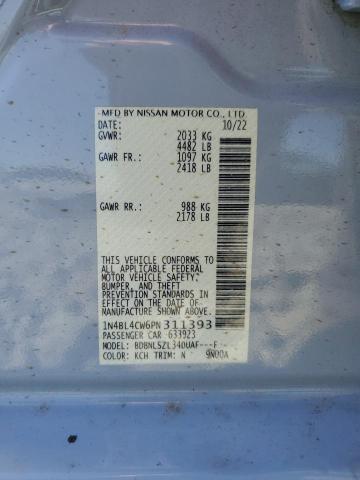 MFD BY NISSAN MOTOR CO., LTD.
DATE: 10/22
GVWR: 2033 KG
4482 LB
GAWR FR.: 1097 KG
2418 LB
GAWR RR.: 988 KG
2178 LB
THIS VEHICLE CONFORMS
TO ALL APPLICABLE FEDERAL
MOTOR VEHICLE SAFETY,
BUMPER, AND THEFT
PREVENTION STANDARDS IN
EFFECT ON THE DATE OF
MANUFACTURE SHOWN ABOVE.
1N4BL4CW6PN311393
PASSENGER CAR 633923
MODEL: BDBNLSZL340UAF---F
COLOR: KCH TRIM: N 9N00A